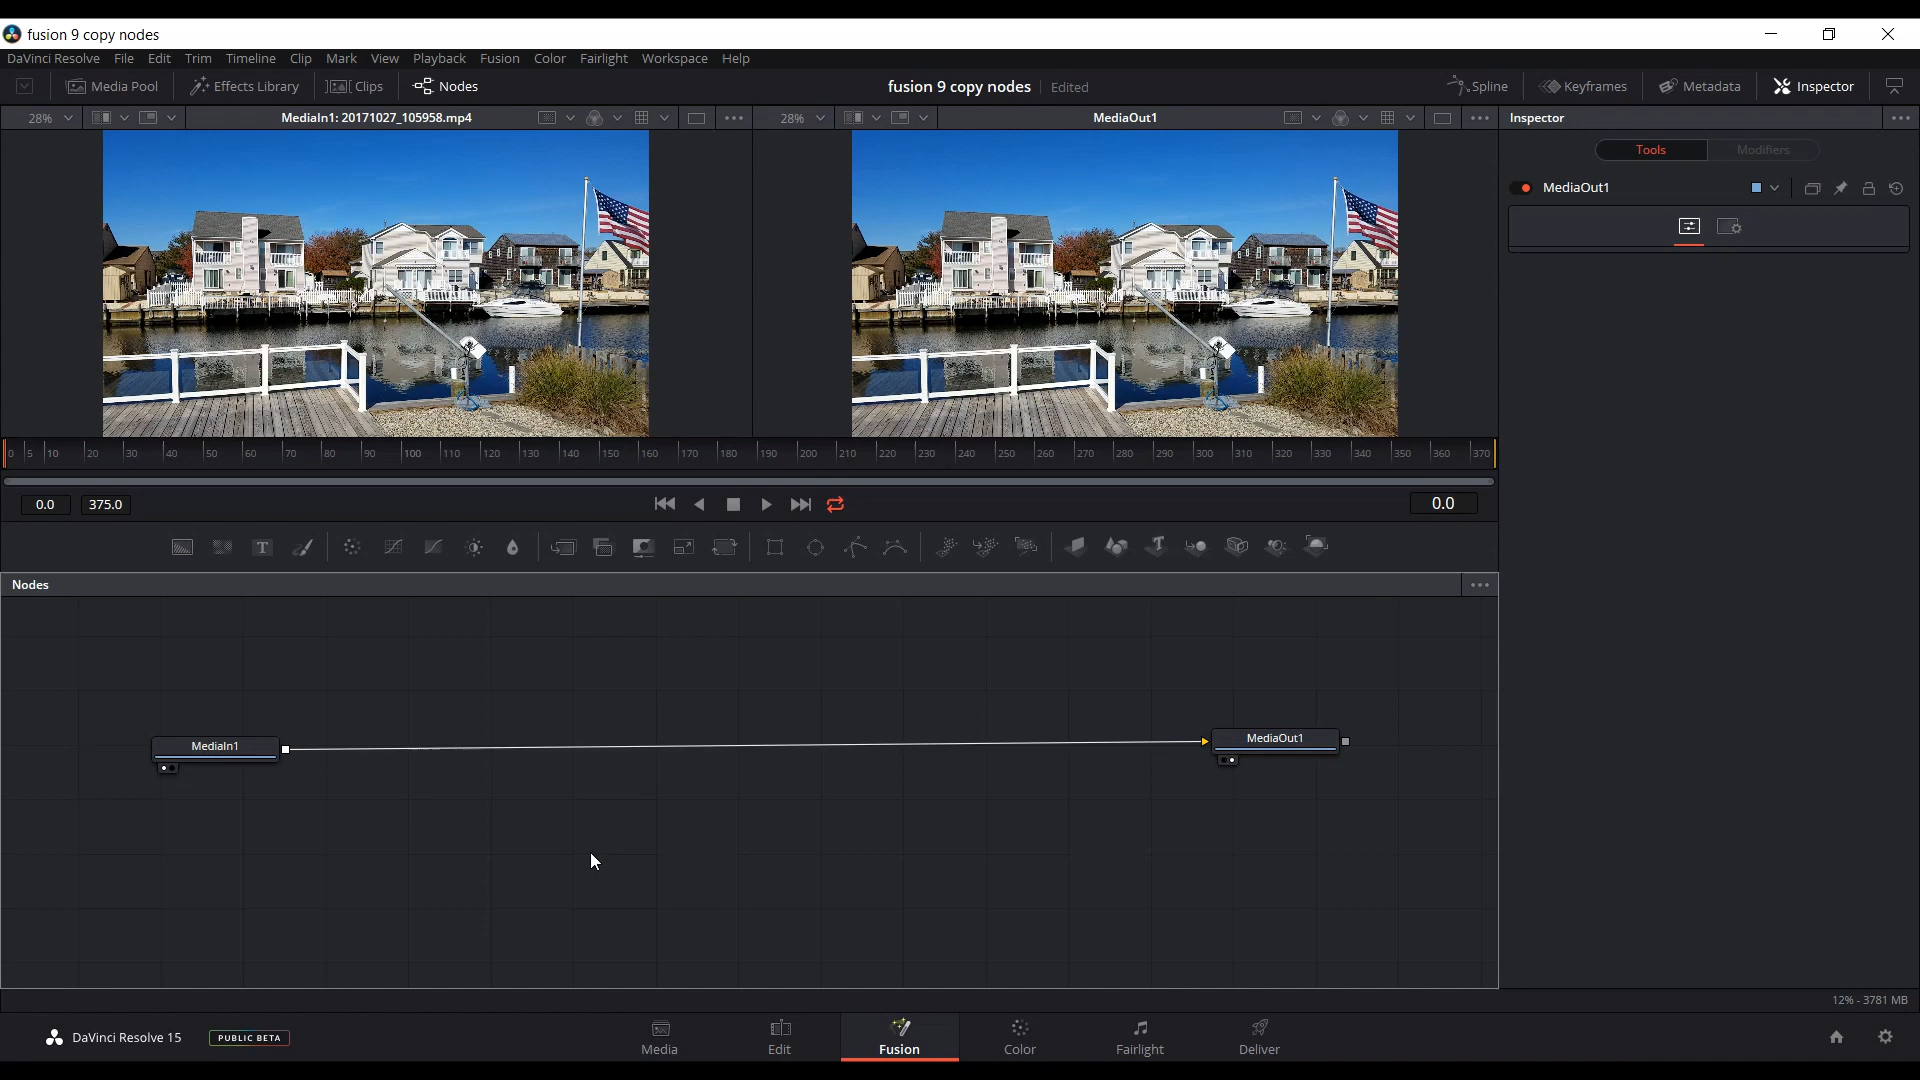 fusion 9 copy nodes
DaVinci Resolve File Edit Trim Timeline Clip Mark View Playback Fusion Color Fairlight Workspace Help
Media Pool Effects Library Clips Nodes fusion 9 copy nodes Edited Spline Keyframes Metadata Inspector
28% MediaIn1: 20171027_105958.mp4 28% MediaOut1 Inspector
Tools Modifiers
MediaOut1
0 5 10 20 30 40 50 60 70 80 90 100 110 120 130 140 150 160 170 180 190 200 210 220 230 240 250 260 270 280 290 300 310 320 330 340 350 360 370
0.0 375.0 0.0
T T
Nodes
MediaIn1 MediaOut1
12% - 3781 MB
DaVinci Resolve 15 PUBLIC BETA Media Edit Fusion Color Fairlight Deliver